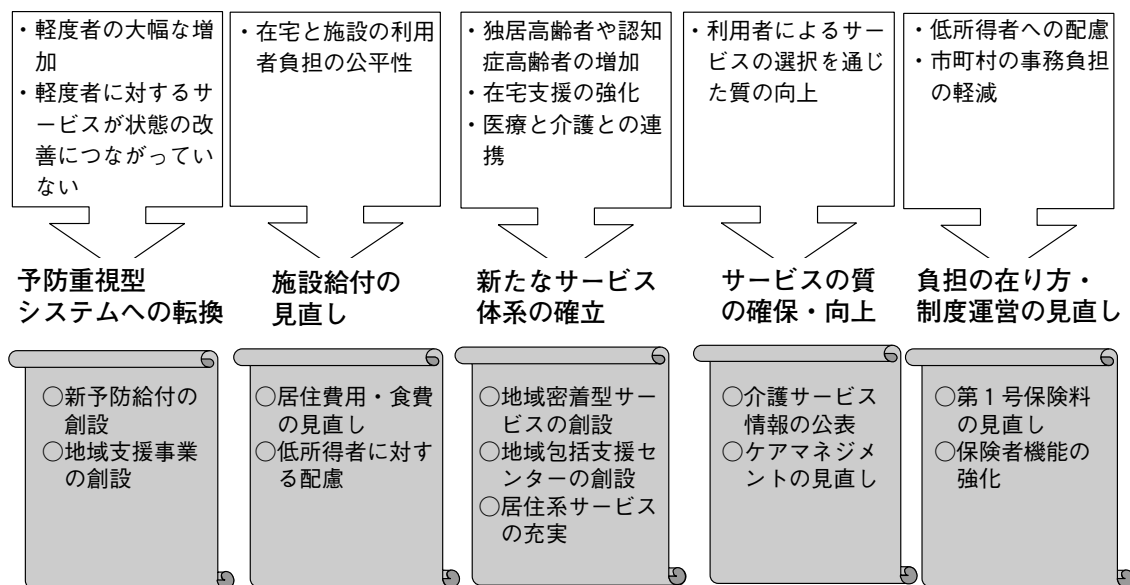 ・軽度者の大幅な増
加
・軽度者に対するサ
ービスが状態の改
善につながってい
ない
・在宅と施設の利用
者負担の公平性
・独居高齢者や認知
症高齢者の増加
・在宅支援の強化
・医療と介護との連
携
・利用者によるサー
ビスの選択を通じ
た質の向上
・低所得者への配慮
・市町村の事務負担
の軽減
予防重視型
システムへの転換
施設給付の
見直し
新たなサービス
体系の確立
サービスの質
の確保・向上
負担の在り方・
制度運営の見直し
○新予防給付の
創設
○地域支援事業
の創設
○居住費用・食費
の見直し
○低所得者に対す
る配慮
○地域密着型サー
ビスの創設
○地域包括支援セ
ンターの創設
○居住系サービス
の充実
○介護サービス
情報の公表
○ケアマネジメ
ントの見直し
○第１号保険料
の見直し
○保険者機能の
強化